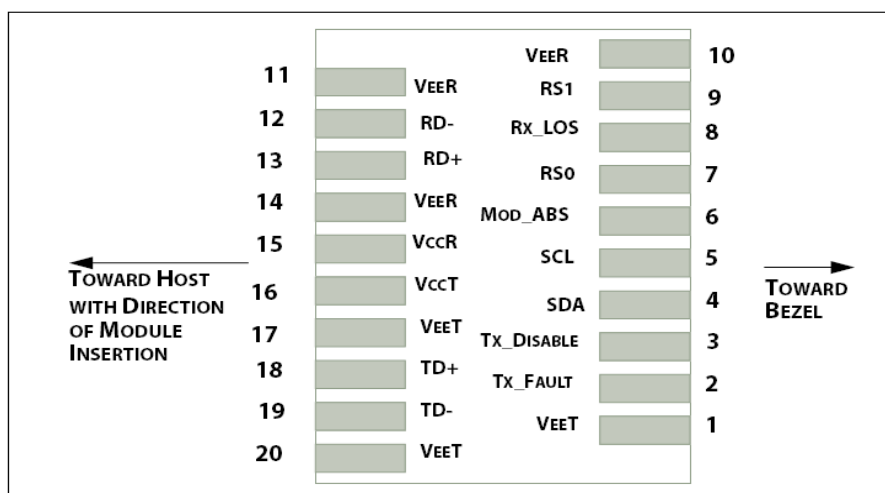 11 VEER
12 RD-
13 RD+
14 VEER
15 VCCR
16 VCCT
17 VEET
18 TD+
19 TD-
20 VEET
VEER 10
RS1 9
RX_LOS 8
RS0 7
MOD_ABS 6
SCL 5
SDA 4
TX_DISABLE 3
TX_FAULT 2
VEET 1
TOWARD HOST
WITH DIRECTION
OF MODULE
INSERTION
TOWARD
BEZEL